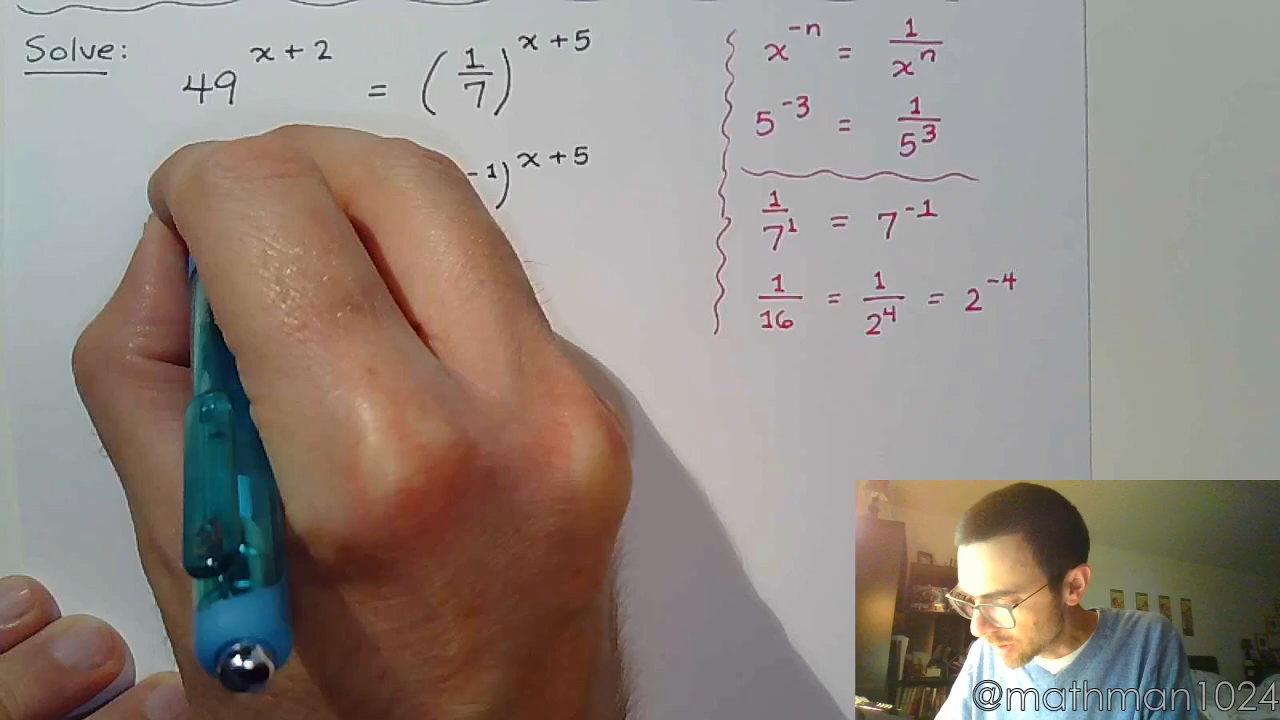 Solve: 49^(x+2) = (1/7)^(x+5)
-1)^(x+5)
x^(-n) = 1/x^n
5^(-3) = 1/5^3
1/7^1 = 7^(-1)
1/16 = 1/2^4 = 2^(-4)
@mathman1024